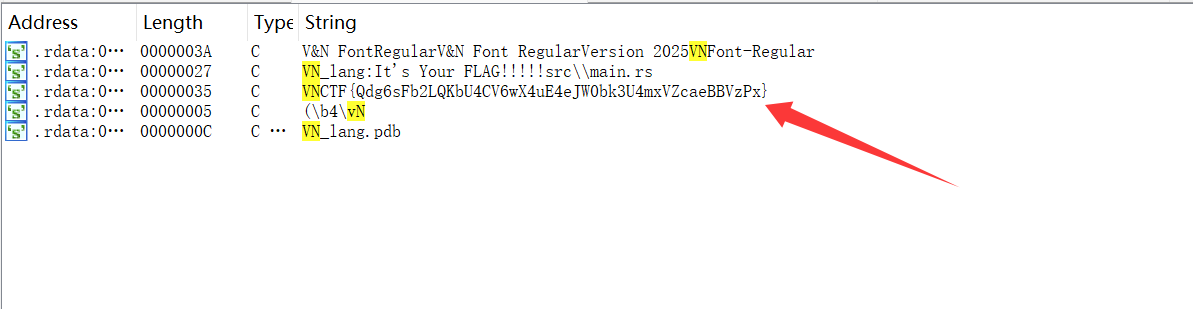 Address Length Type String
.rdata:0… 0000003A C V&N FontRegularV&N Font RegularVersion 2025VNFont-Regular
.rdata:0… 00000027 C VN_lang:It's Your FLAG!!!!!src\\main.rs
.rdata:0… 00000035 C VNCTF{Qdg6sFb2LQKbU4CV6wX4uE4eJW0bk3U4mxVZcaeBBVzPx}
.rdata:0… 00000005 C (\b4\vN
.rdata:0… 0000000C C … VN_lang.pdb